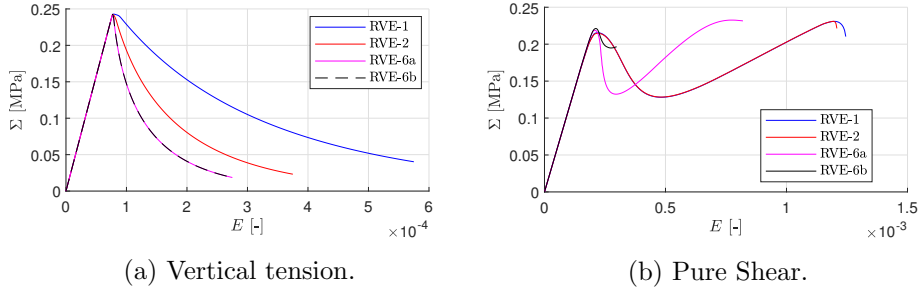 0.25
0.2
0.15
0.1
0.05
0
Σ [MPa]
0 1 2 3 4 5 6
E [-]
×10⁻⁴
RVE-1
RVE-2
RVE-6a
RVE-6b
(a) Vertical tension.
0.25
0.2
0.15
0.1
0.05
0
Σ [MPa]
0 0.5 1 1.5
E [-]
×10⁻³
RVE-1
RVE-2
RVE-6a
RVE-6b
(b) Pure Shear.